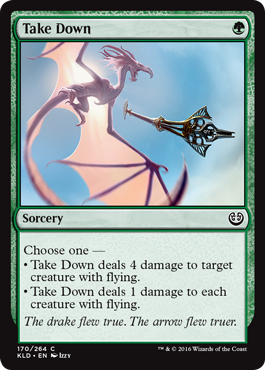 Take Down
Sorcery
Choose one —
• Take Down deals 4 damage to target
creature with flying.
• Take Down deals 1 damage to each
creature with flying.
The drake flew true. The arrow flew truer.
170/264 C
KLD • EN Izzy
™ & © 2016 Wizards of the Coast